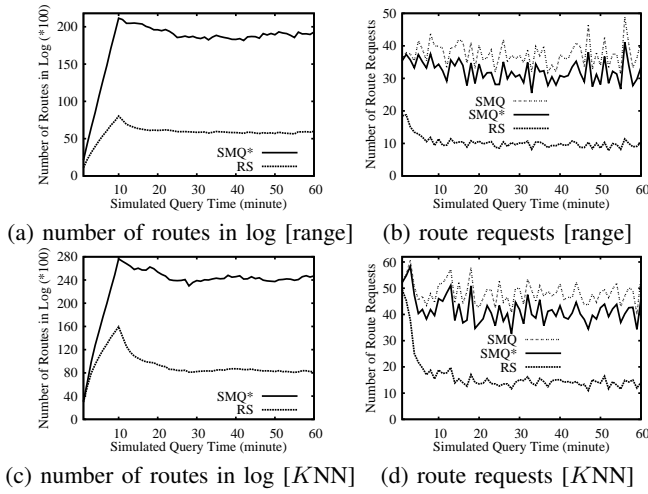 Number of Routes in Log (*100)
200
150
100
50
0
SMQ*
RS
10 20 30 40 50 60
Simulated Query Time (minute)
(a) number of routes in log [range]
Number of Route Requests
50
40
30
20
10
0
SMQ
SMQ*
RS
10 20 30 40 50 60
Simulated Query Time (minute)
(b) route requests [range]
Number of Routes in Log (*100)
280
240
200
160
120
80
40
0
SMQ*
RS
10 20 30 40 50 60
Simulated Query Time (minute)
(c) number of routes in log [KNN]
Number of Route Requests
60
50
40
30
20
10
0
SMQ
SMQ*
RS
10 20 30 40 50 60
Simulated Query Time (minute)
(d) route requests [KNN]